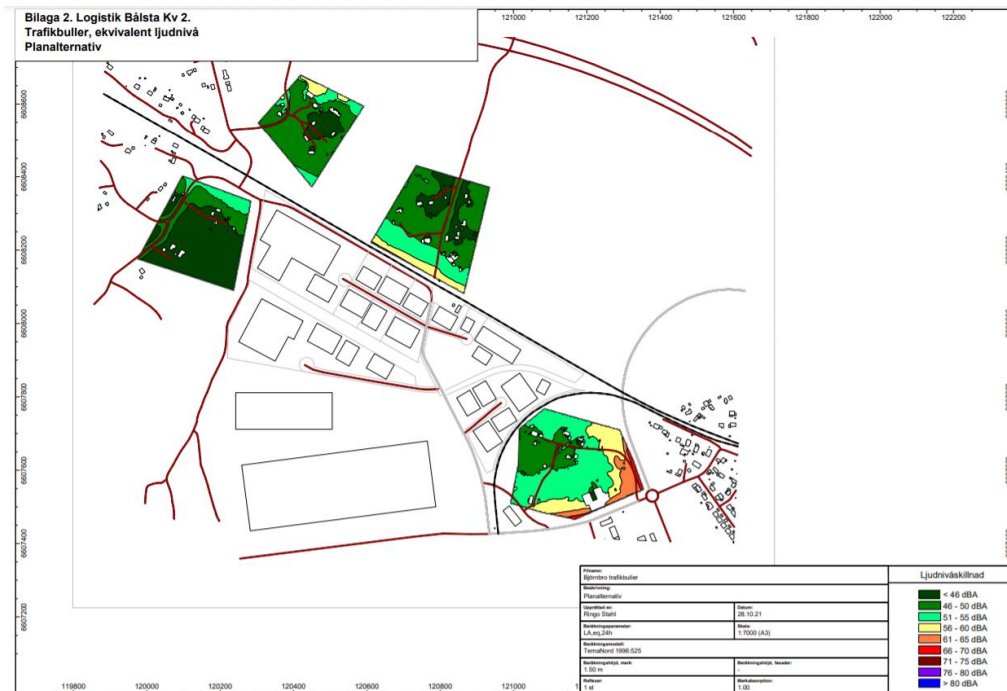 Bilaga 2. Logistik Bålsta Kv 2.
Trafikbuller, ekvivalent ljudnivå
Planalternativ
121000
121200
121400
121600
121800
122000
122200
6608600
6608400
6608200
6608000
6607800
6607600
6607400
6607200
119800
120000
120200
120400
120600
120800
121000
Filnamn:
Björnbro trafikbuller
Beskrivning:
Planalternativ
Upprättad av:
Ringo Stahl
Datum:
28.10.21
Beräkningsparameter:
LA,eq,24h
Skala:
1:7000 (A3)
Beräkningsmodell:
TemaNord 1996:525
Beräkningshöjd, mark:
1.50 m
Beräkningshöjd, fasader:
-
Reflexer:
1 st
Markabsorption:
1.00
Ljudnivåskillnad
< 46 dBA
46 - 50 dBA
51 - 55 dBA
56 - 60 dBA
61 - 65 dBA
66 - 70 dBA
71 - 75 dBA
76 - 80 dBA
> 80 dBA